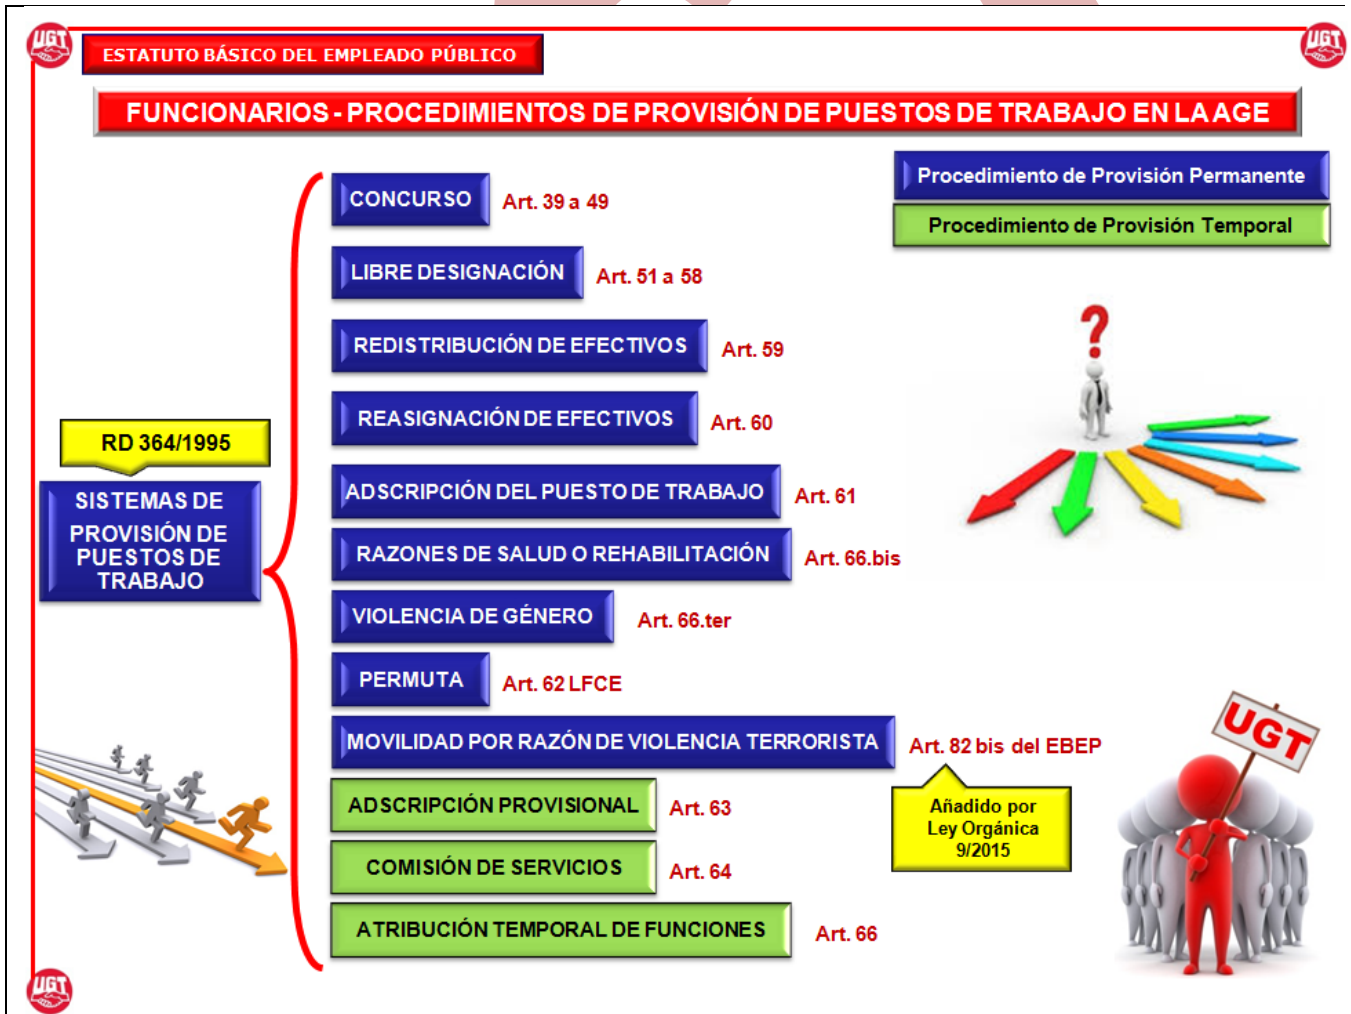 UGT
UGT
ESTATUTO BÁSICO DEL EMPLEADO PÚBLICO
FUNCIONARIOS - PROCEDIMIENTOS DE PROVISIÓN DE PUESTOS DE TRABAJO EN LA AGE
Procedimiento de Provisión Permanente
Procedimiento de Provisión Temporal
RD 364/1995
SISTEMAS DE
PROVISIÓN DE
PUESTOS DE
TRABAJO
CONCURSO Art. 39 a 49
LIBRE DESIGNACIÓN Art. 51 a 58
REDISTRIBUCIÓN DE EFECTIVOS Art. 59
REASIGNACIÓN DE EFECTIVOS Art. 60
ADSCRIPCIÓN DEL PUESTO DE TRABAJO Art. 61
RAZONES DE SALUD O REHABILITACIÓN Art. 66.bis
VIOLENCIA DE GÉNERO Art. 66.ter
PERMUTA Art. 62 LFCE
MOVILIDAD POR RAZÓN DE VIOLENCIA TERRORISTA Art. 82 bis del EBEP
Añadido por
Ley Orgánica
9/2015
ADSCRIPCIÓN PROVISIONAL Art. 63
COMISIÓN DE SERVICIOS Art. 64
ATRIBUCIÓN TEMPORAL DE FUNCIONES Art. 66
?
UGT
UGT